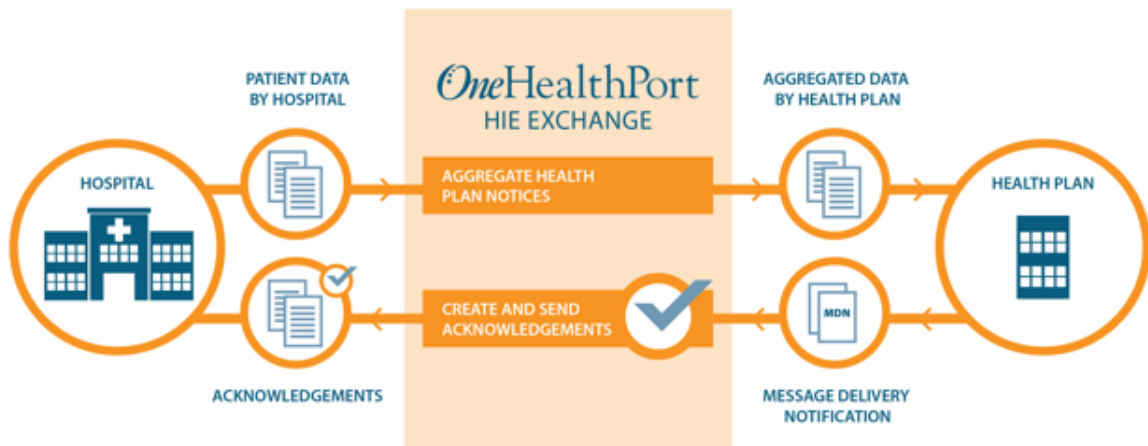 PATIENT DATA
BY HOSPITAL
OneHealthPort
HIE EXCHANGE
AGGREGATED DATA
BY HEALTH PLAN
HOSPITAL
AGGREGATE HEALTH
PLAN NOTICES
HEALTH PLAN
CREATE AND SEND
ACKNOWLEDGEMENTS
MDN
ACKNOWLEDGEMENTS
MESSAGE DELIVERY
NOTIFICATION